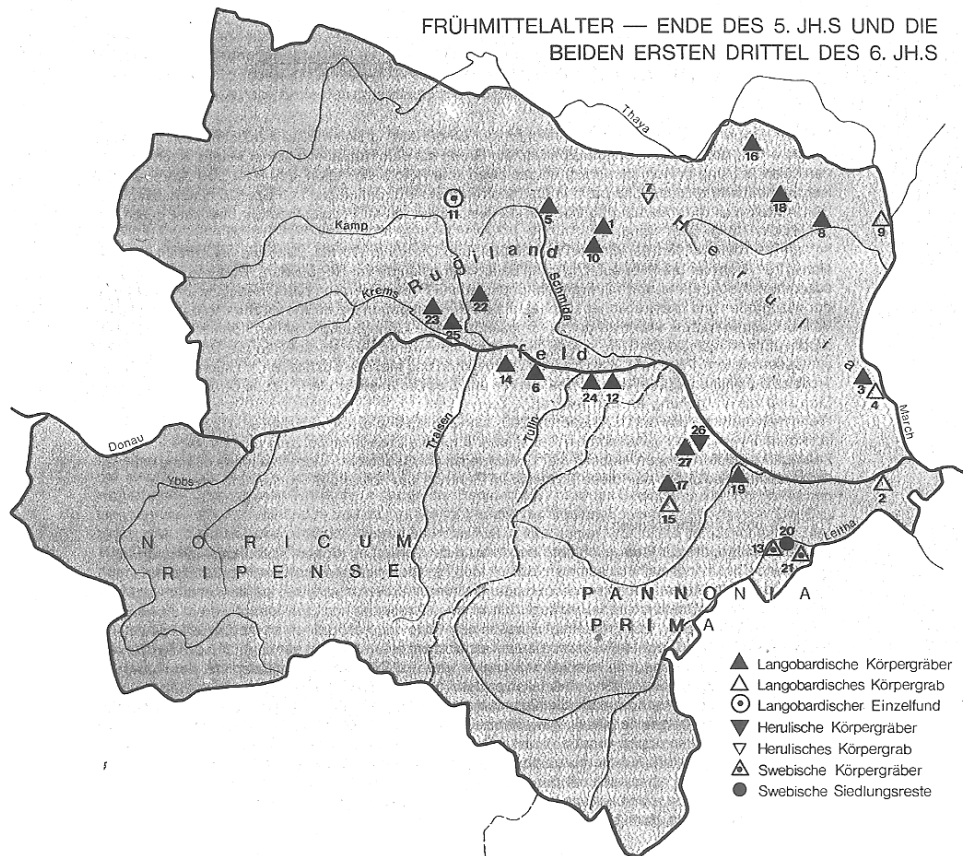 FRÜHMITTELALTER — ENDE DES 5. JH.S UND DIE
BEIDEN ERSTEN DRITTEL DES 6. JH.S
Thaya
16
7
18
11
5
1
8
9
Kamp
10
Herulia
Rugiland
Schmida
Krems
22
23
25
feld
14
6
24
12
3
4
March
Donau
Traisen
Tulln
26
27
17
19
2
Ybbs
15
Leitha
20
13
21
NORICUM
RIPENSE
PANNONIA
PRIMA
Langobardische Körpergräber
Langobardisches Körpergrab
Langobardischer Einzelfund
Herulische Körpergräber
Herulisches Körpergrab
Swebische Körpergräber
Swebische Siedlungsreste